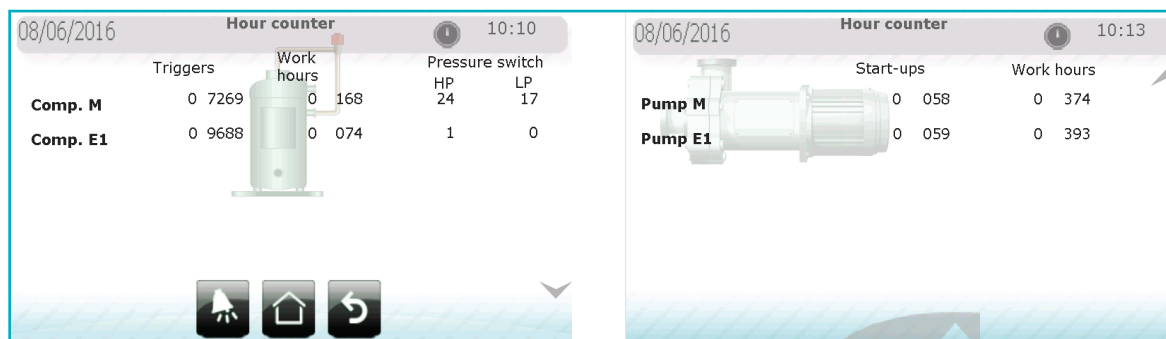 08/06/2016 Hour counter 10:10
Triggers Work hours Pressure switch
HP LP
Comp. M 0 7269 0 168 24 17
Comp. E1 0 9688 0 074 1 0
08/06/2016 Hour counter 10:13
Start-ups Work hours
Pump M 0 058 0 374
Pump E1 0 059 0 393